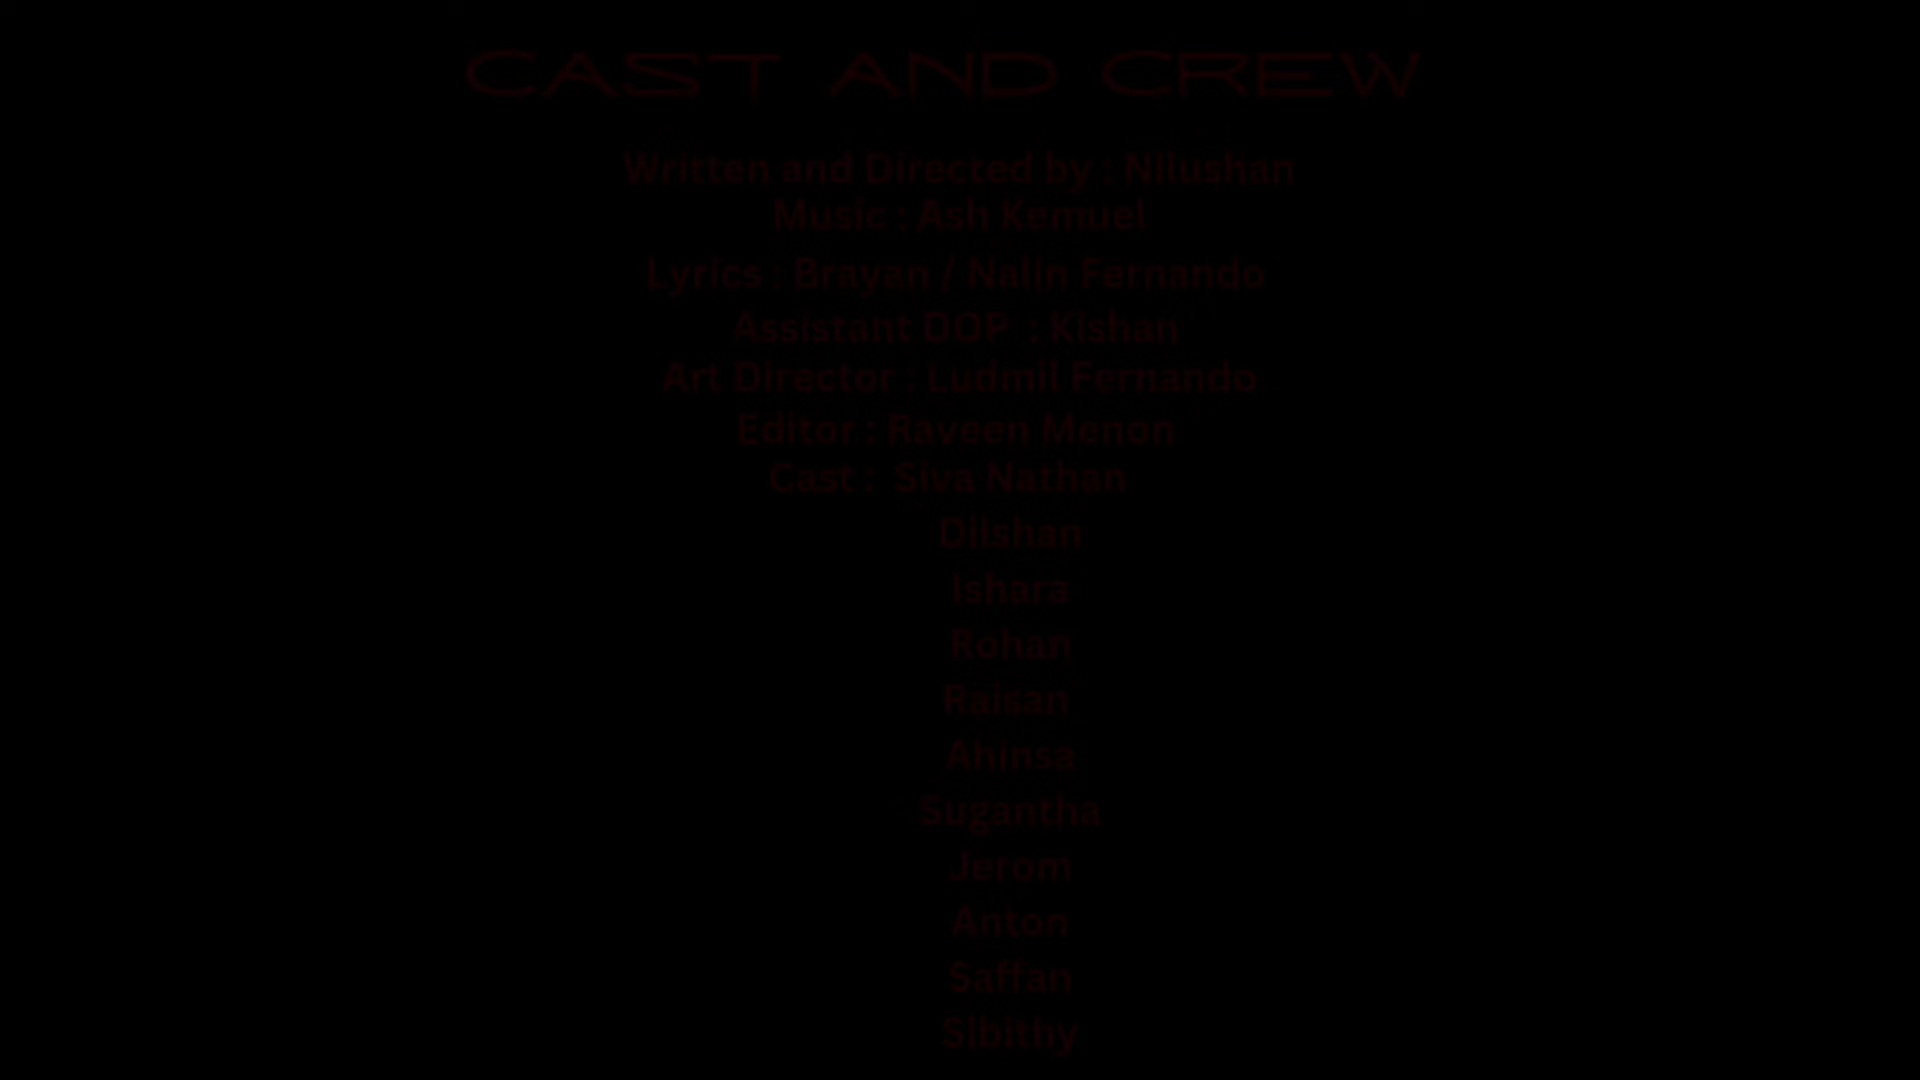 CAST AND CREW
Written and Directed by : Nilushan
Music : Ash Kemuel
Lyrics : Brayan / Nalin Fernando
Assistant DOP : Kishan
Art Director : Ludmil Fernando
Editor : Raveen Menon
Cast : Siva Nathan
Dilshan
Ishara
Rohan
Raisan
Ahinsa
Sugantha
Jerom
Anton
Saffan
Sibithy